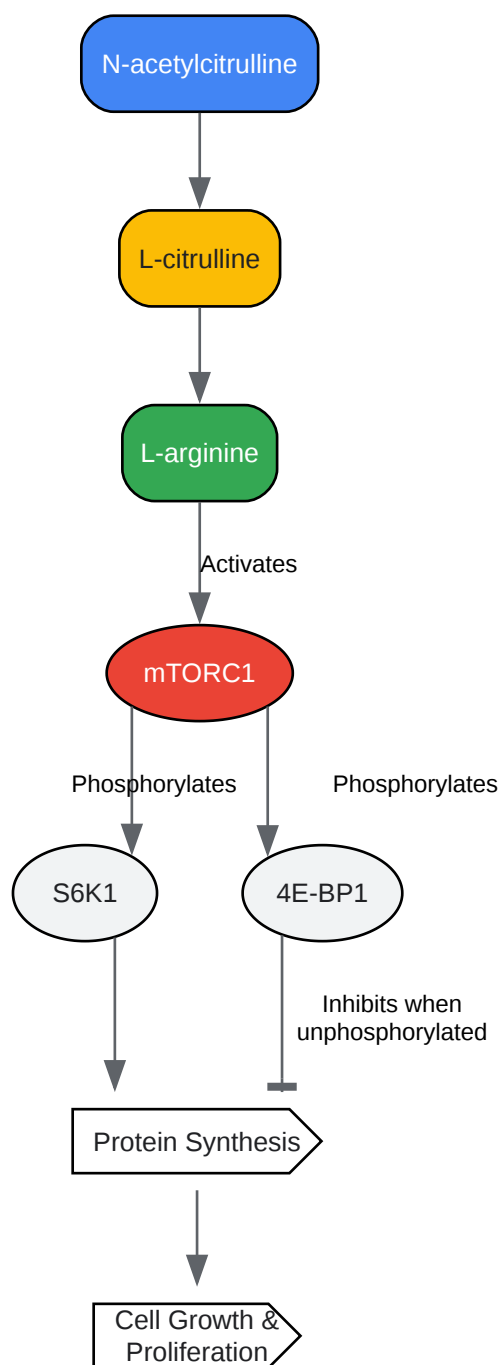 N-acetylcitrulline
L-citrulline
L-arginine
Activates
mTORC1
Phosphorylates
Phosphorylates
S6K1
4E-BP1
Inhibits when
unphosphorylated
Protein Synthesis
Cell Growth &
Proliferation